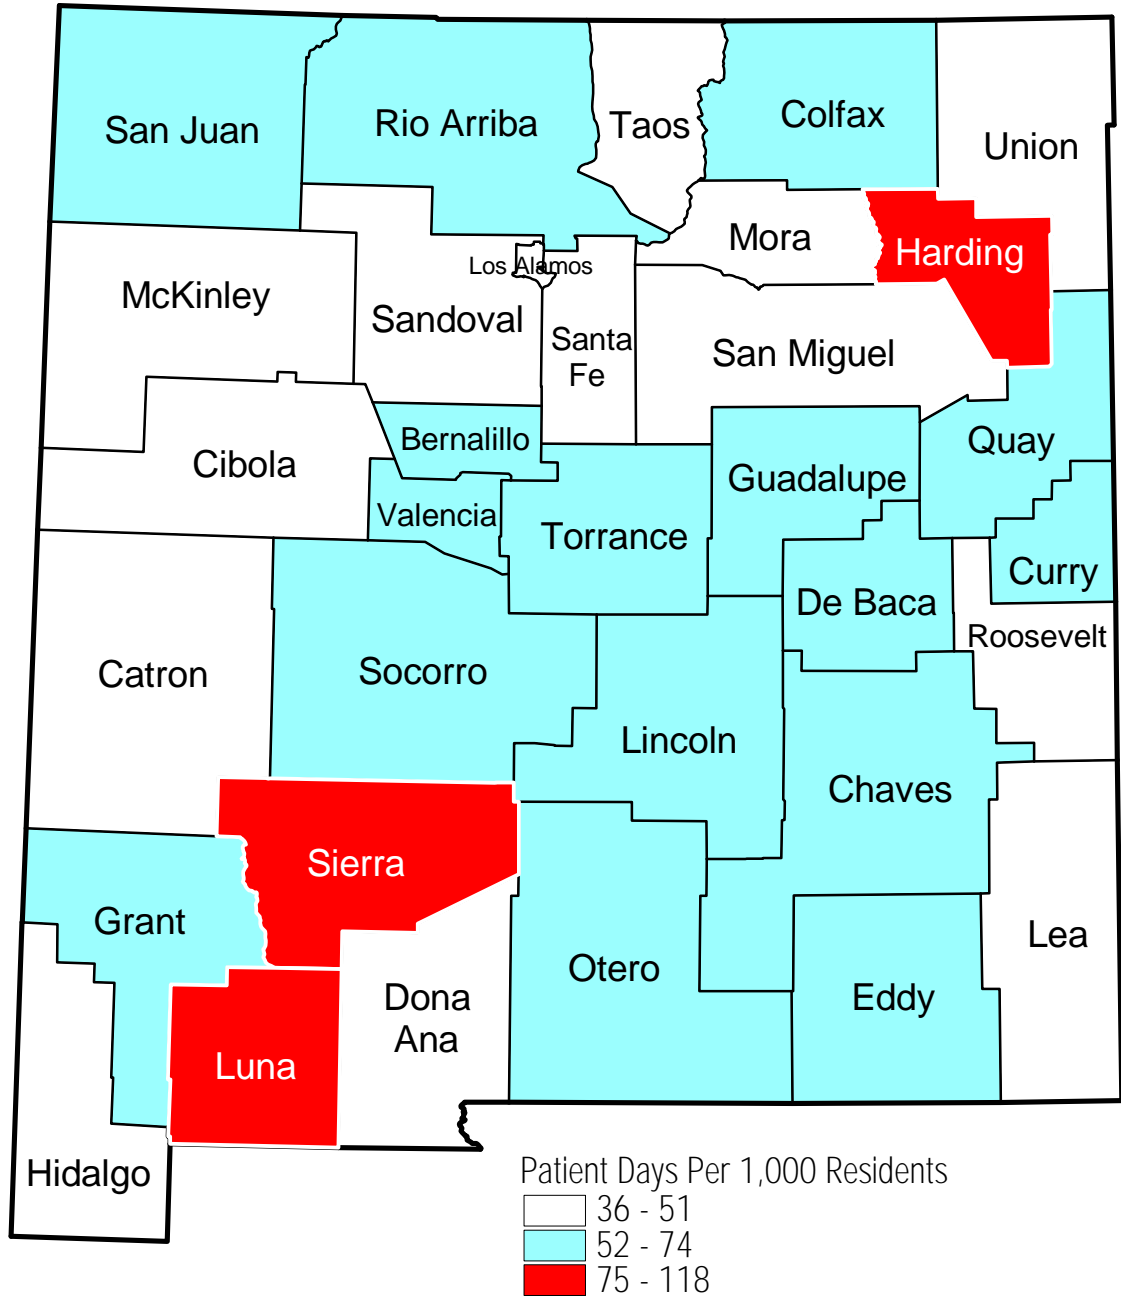 San Juan
Rio Arriba
Taos
Colfax
Union
Mora
Harding
Los Alamos
McKinley
Sandoval
Santa
Fe
San Miguel
Bernalillo
Quay
Cibola
Guadalupe
Valencia
Torrance
Curry
De Baca
Roosevelt
Catron
Socorro
Lincoln
Chaves
Sierra
Grant
Lea
Otero
Dona
Ana
Eddy
Luna
Hidalgo
Patient Days Per 1,000 Residents
36 - 51
52 - 74
75 - 118